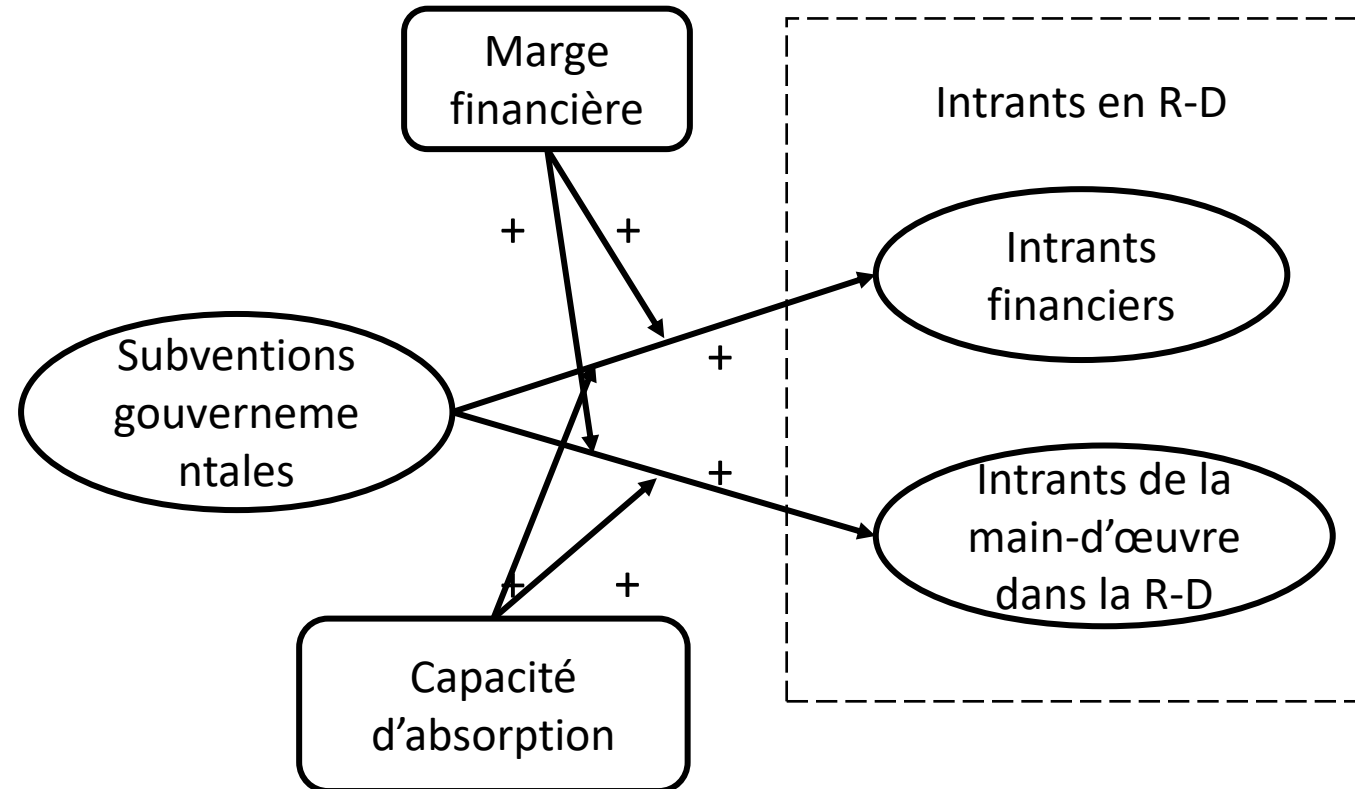 Marge
financière
Intrants en R-D
+ +
Intrants
financiers
+
Subventions
gouverneme
ntales
+
Intrants de la
main-d’œuvre
dans la R-D
+ +
Capacité
d’absorption